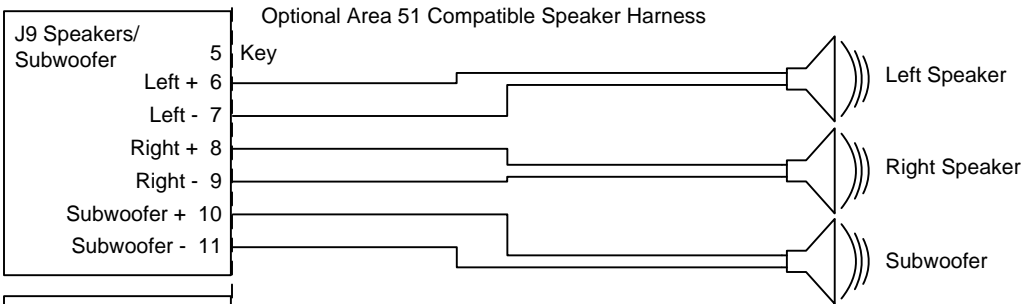 Optional Area 51 Compatible Speaker Harness
J9 Speakers/
Subwoofer
5 Key
Left + 6
Left - 7
Right + 8
Right - 9
Subwoofer + 10
Subwoofer - 11
Left Speaker
Right Speaker
Subwoofer